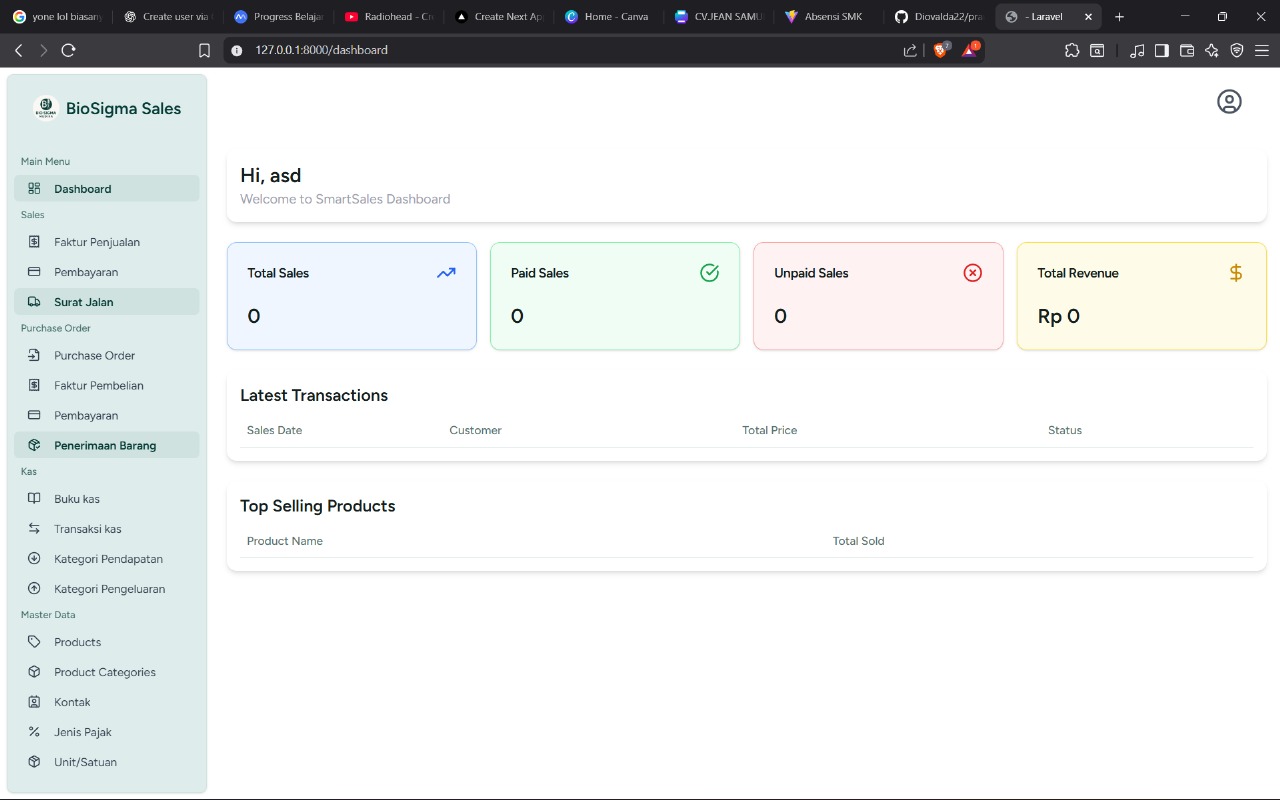 yone lol biasany
Create user via
Progress Belajar
Radiohead - Cr
Create Next Ap
Home - Canva
CV.JEAN SAMU
Absensi SMK
Diovalda22/pra
- Laravel
127.0.0.1:8000/dashboard
BioSigma Sales
Main Menu
Dashboard
Sales
Faktur Penjualan
Pembayaran
Surat Jalan
Purchase Order
Purchase Order
Faktur Pembelian
Pembayaran
Penerimaan Barang
Kas
Buku kas
Transaksi kas
Kategori Pendapatan
Kategori Pengeluaran
Master Data
Products
Product Categories
Kontak
Jenis Pajak
Unit/Satuan
Hi, asd
Welcome to SmartSales Dashboard
Total Sales
0
Paid Sales
0
Unpaid Sales
0
Total Revenue
Rp 0
Latest Transactions
Sales Date Customer Total Price Status
Top Selling Products
Product Name Total Sold